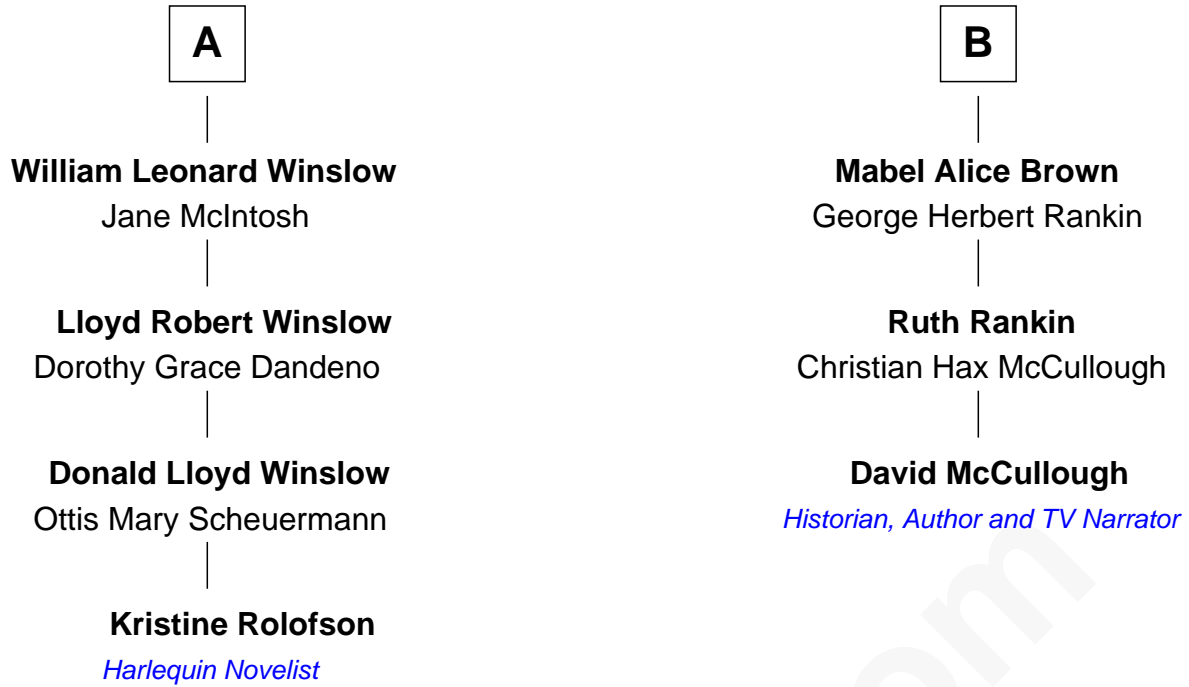 A
William Leonard Winslow
Jane McIntosh
Lloyd Robert Winslow
Dorothy Grace Dandeno
Donald Lloyd Winslow
Ottis Mary Scheuermann
Kristine Rolofson
Harlequin Novelist
B
Mabel Alice Brown
George Herbert Rankin
Ruth Rankin
Christian Hax McCullough
David McCullough
Historian, Author and TV Narrator
om